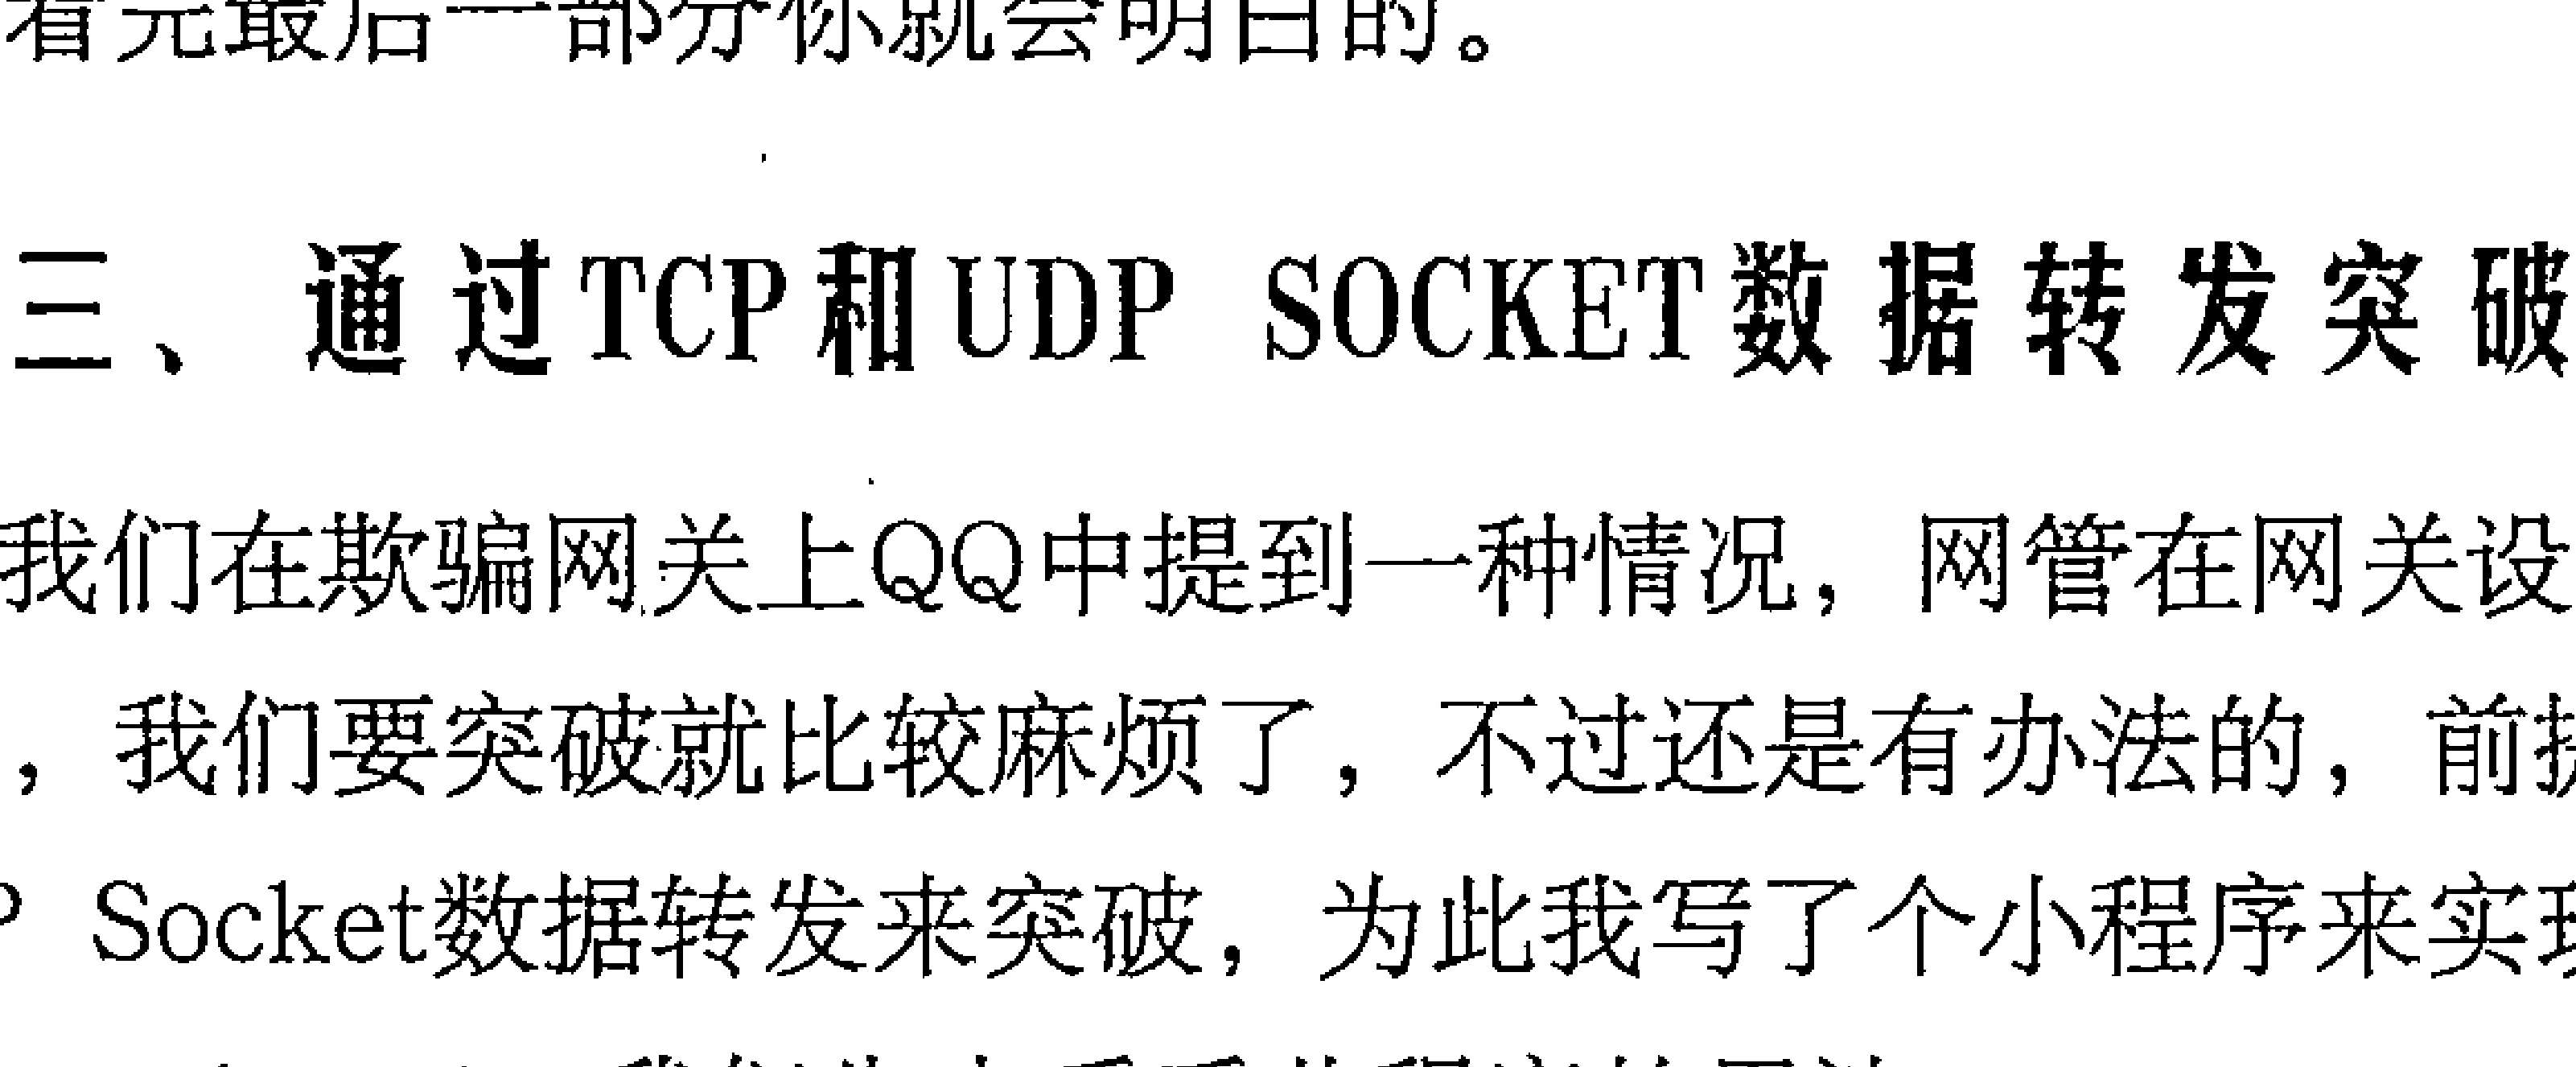 看完最后一部分你就会明白的。
三、通过TCP和UDP SOCKET数据转发突破
我们在欺骗网关上QQ中提到一种情况，网管在网关设
，我们要突破就比较麻烦了，不过还是有办法的，前提
P Socket数据转发来突破，为此我写了个小程序来实现